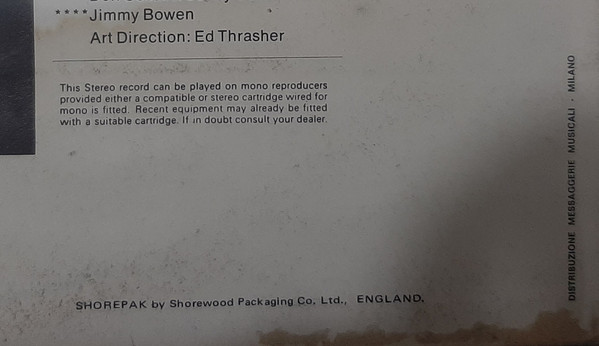 ****Jimmy Bowen
Art Direction: Ed Thrasher
This Stereo record can be played on mono reproducers
provided either a compatible or stereo cartridge wired for
mono is fitted. Recent equipment may already be fitted
with a suitable cartridge. If in doubt consult your dealer.
SHOREPAK by Shorewood Packaging Co. Ltd., ENGLAND.
DISTRIBUZIONE MESSAGGERIE MUSICALI - MILANO